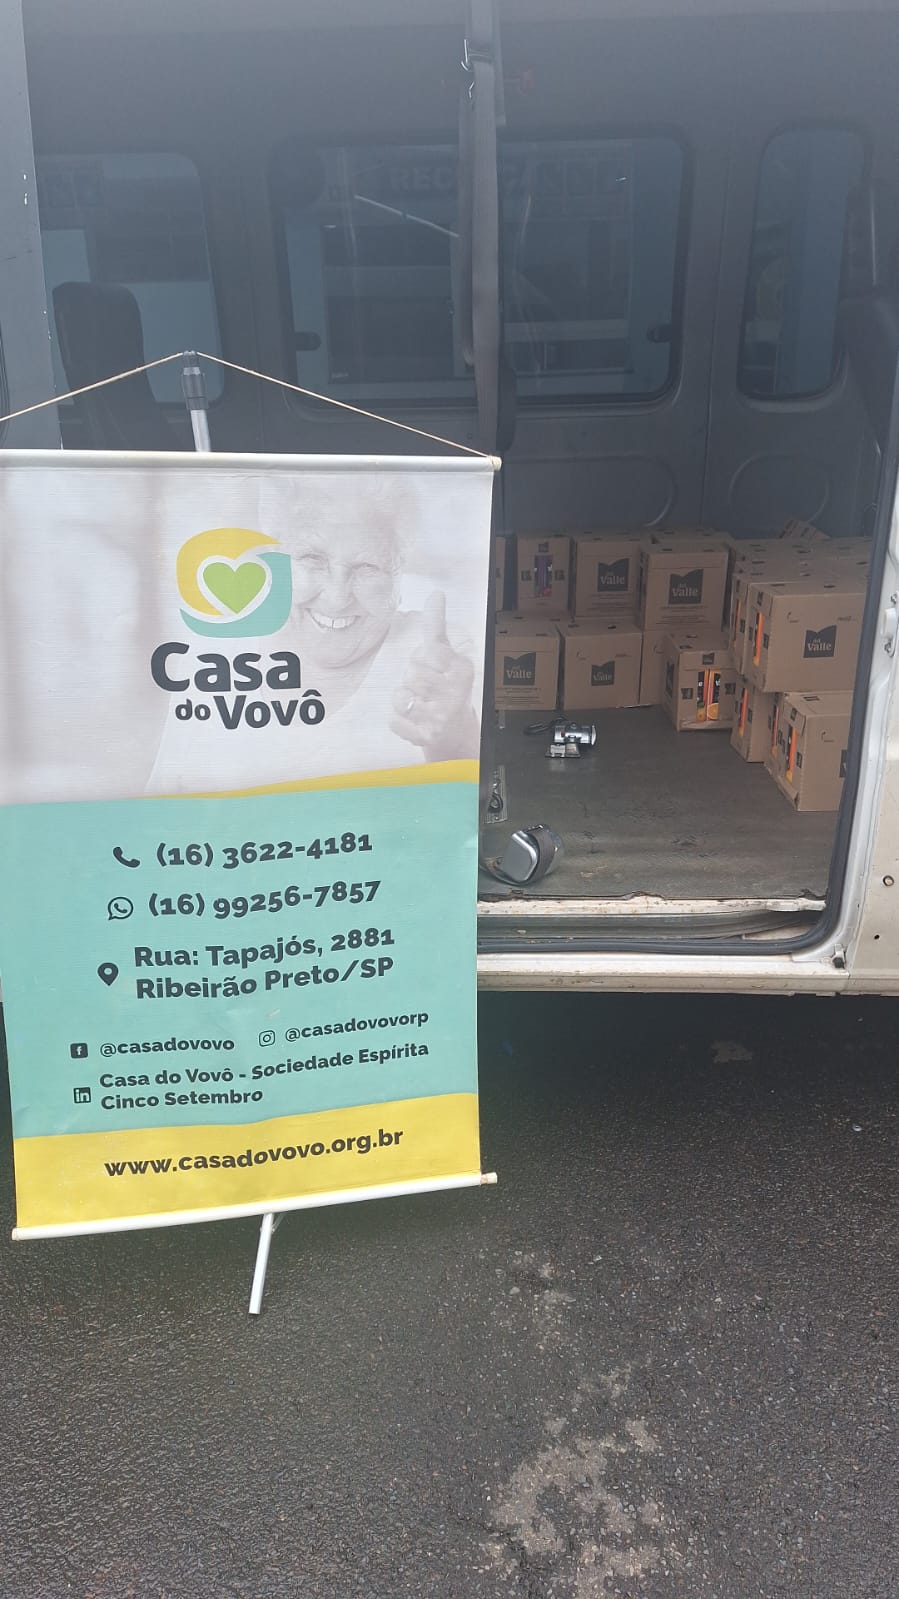 Casa
do Vovô
(16) 3622-4181
(16) 99256-7857
Rua: Tapajós, 2881
Ribeirão Preto/SP
@casadovovo @casadovovorp
Casa do Vovô - Sociedade Espírita
Cinco Setembro
www.casadovovo.org.br
del Valle
del Valle
del Valle
del Valle
del Valle